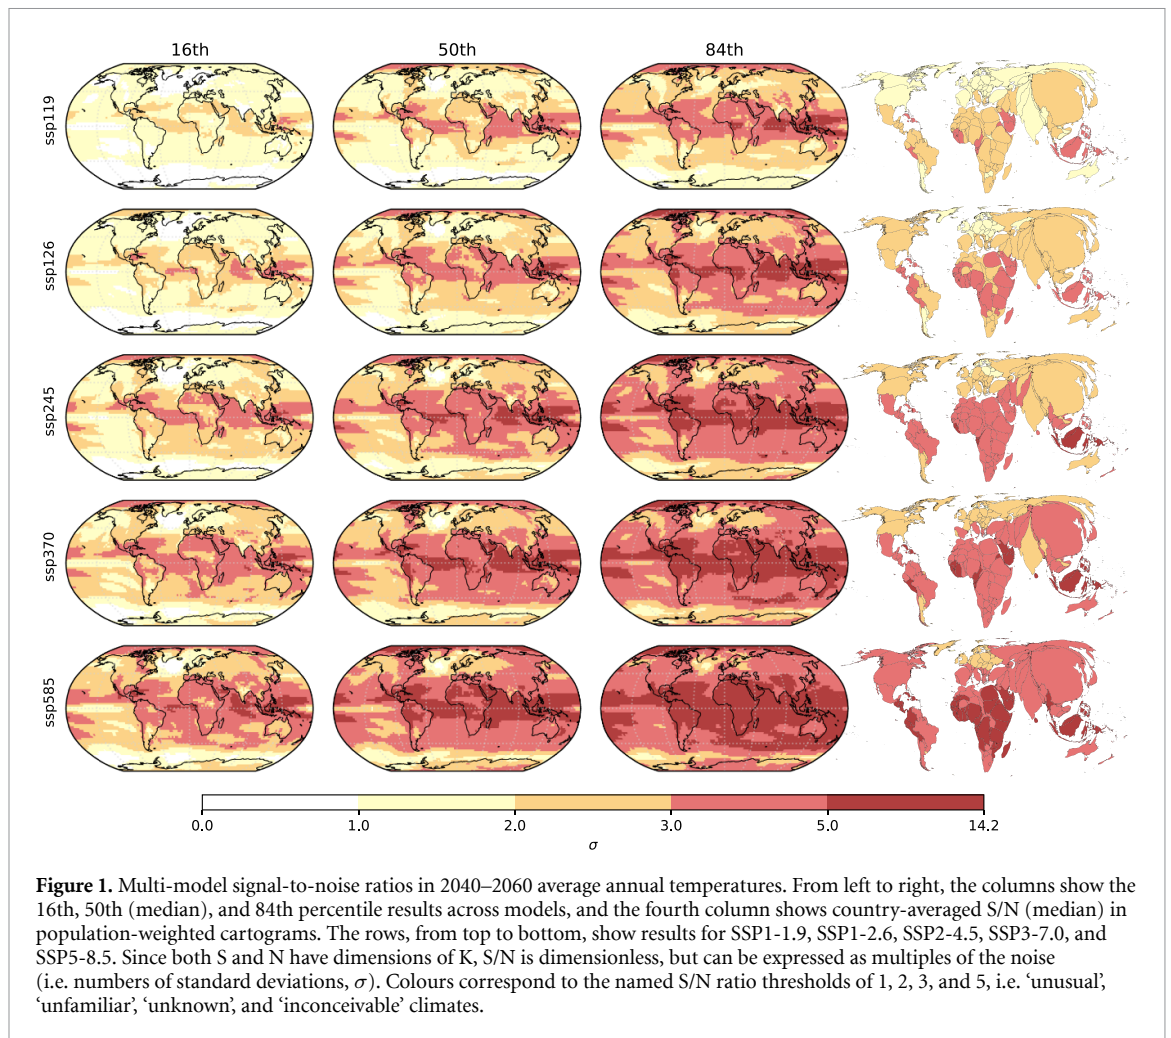 16th 50th 84th
ssp119
ssp126
ssp245
ssp370
ssp585
0.0 1.0 2.0 3.0 5.0 14.2
σ
Figure 1. Multi-model signal-to-noise ratios in 2040–2060 average annual temperatures. From left to right, the columns show the
16th, 50th (median), and 84th percentile results across models, and the fourth column shows country-averaged S/N (median) in
population-weighted cartograms. The rows, from top to bottom, show results for SSP1-1.9, SSP1-2.6, SSP2-4.5, SSP3-7.0, and
SSP5-8.5. Since both S and N have dimensions of K, S/N is dimensionless, but can be expressed as multiples of the noise
(i.e. numbers of standard deviations, σ). Colours correspond to the named S/N ratio thresholds of 1, 2, 3, and 5, i.e. ‘unusual’,
‘unfamiliar’, ‘unknown’, and ‘inconceivable’ climates.